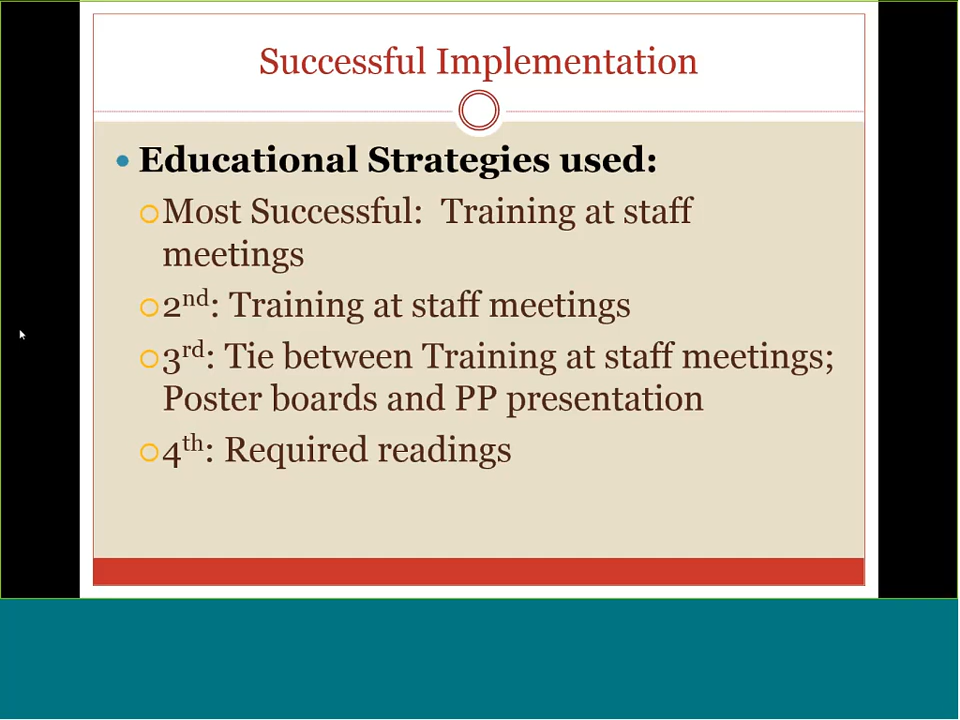 Successful Implementation
• Educational Strategies used:
○Most Successful:  Training at staff
meetings
○2nd: Training at staff meetings
○3rd: Tie between Training at staff meetings;
Poster boards and PP presentation
○4th: Required readings